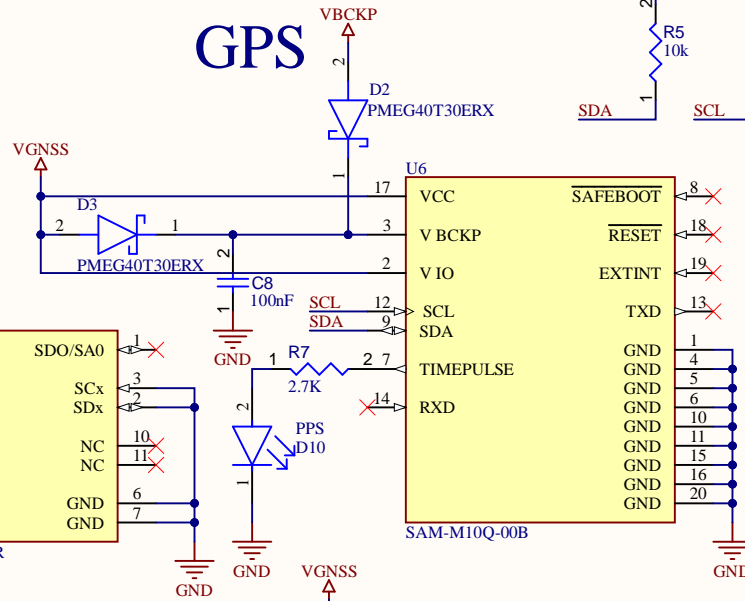 GPS
VBCKP
2
D2
PMEG40T30ERX
1
2
R5
10k
1
SDA
SCL
VGNSS
D3
2
1
PMEG40T30ERX
2
C8
100nF
1
GND
U6
17 VCC
3 V BCKP
2 V IO
SCL 12 SCL
SDA 9 SDA
7 TIMEPULSE
14 RXD
SAFEBOOT 8
RESET 18
EXTINT 19
TXD 13
GND 1
GND 4
GND 5
GND 6
GND 10
GND 11
GND 15
GND 16
GND 20
SAM-M10Q-00B
GND
1 R7 2
2.7K
2
PPS
D10
1
GND
SDO/SA0 1
SCx 3
SDx 2
NC 10
NC 11
GND 6
GND 7
R
GND
VGNSS